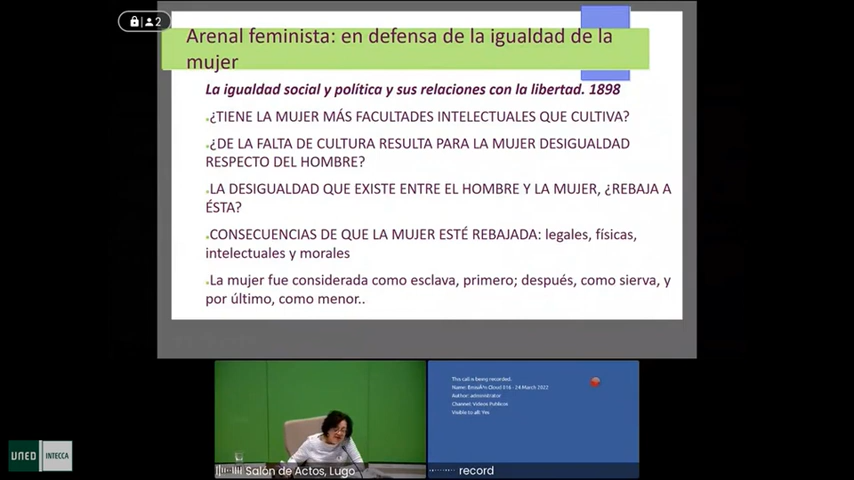 2
Arenal feminista: en defensa de la igualdad de la
mujer
La igualdad social y política y sus relaciones con la libertad. 1898
¿TIENE LA MUJER MÁS FACULTADES INTELECTUALES QUE CULTIVA?
¿DE LA FALTA DE CULTURA RESULTA PARA LA MUJER DESIGUALDAD
RESPECTO DEL HOMBRE?
LA DESIGUALDAD QUE EXISTE ENTRE EL HOMBRE Y LA MUJER, ¿REBAJA A
ÉSTA?
CONSECUENCIAS DE QUE LA MUJER ESTÉ REBAJADA: legales, físicas,
intelectuales y morales
La mujer fue considerada como esclava, primero; después, como sierva, y
por último, como menor..
This call is being recorded.
Cloud 016 - 24 March 2022
Author: administrator
Channel: Videos Publicos
Visible to all: Yes
Salón de Actos, Lugo
record
UNED INTECCA